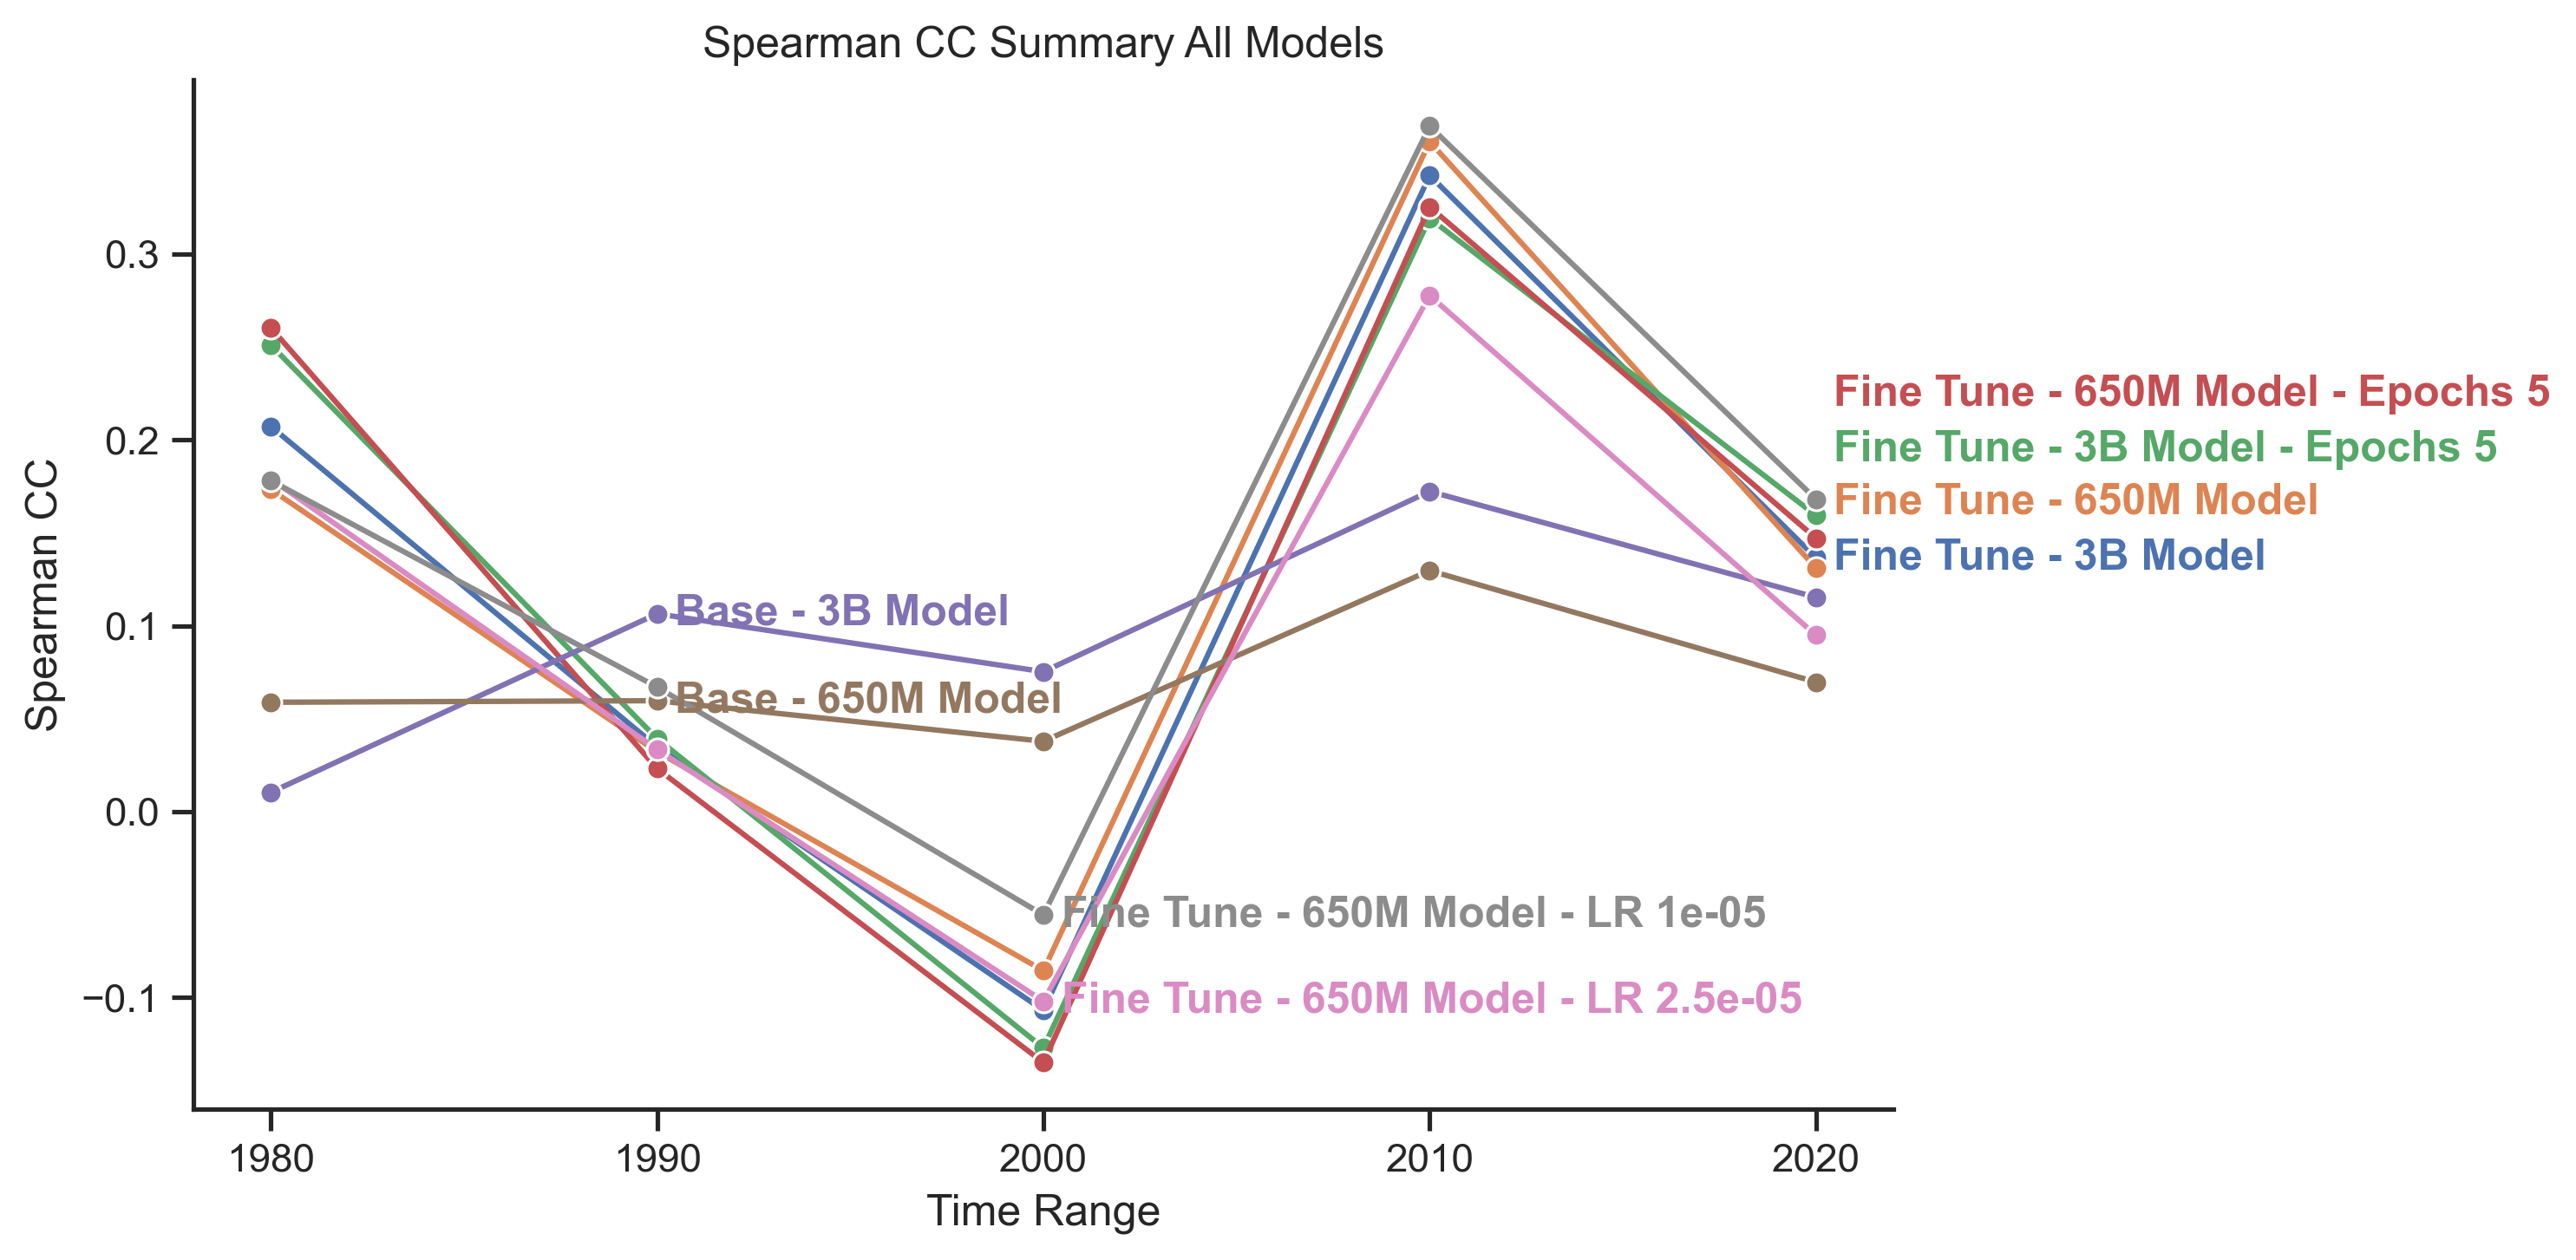 Spearman CC Summary All Models
Spearman CC
0.3
0.2
0.1
0.0
−0.1
Fine Tune - 650M Model - Epochs 5
Fine Tune - 3B Model - Epochs 5
Fine Tune - 650M Model
Fine Tune - 3B Model
Base - 3B Model
Base - 650M Model
Fine Tune - 650M Model - LR 1e-05
Fine Tune - 650M Model - LR 2.5e-05
1980 1990 2000 2010 2020
Time Range